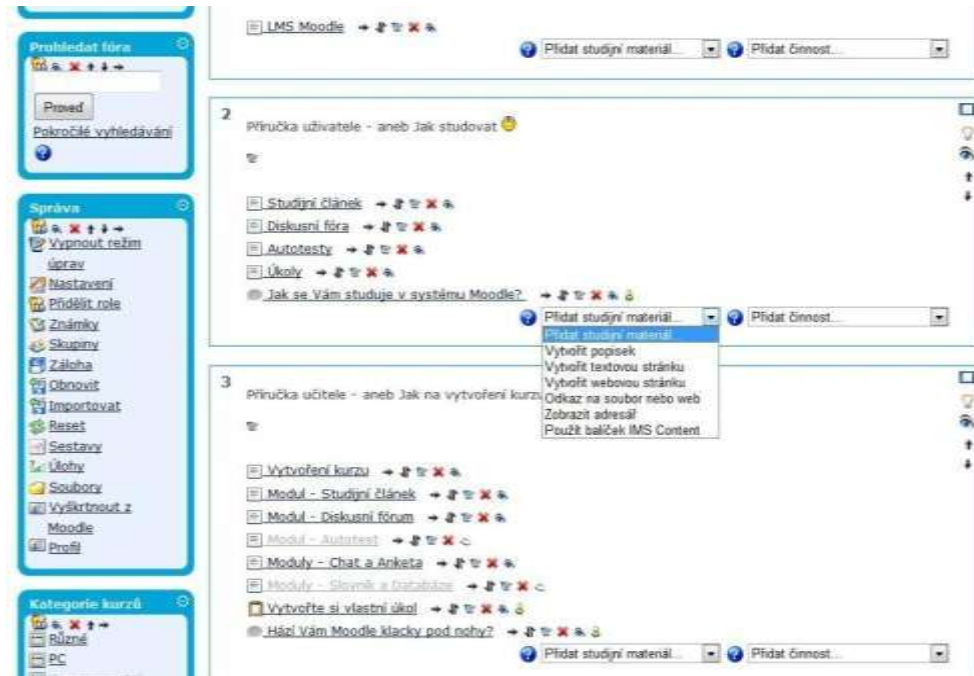 Prohledat fóra
Proveď
Pokročilé vyhledávání
Správa
Vypnout režim
úprav
Nastavení
Přidělit role
Známky
Skupiny
Záloha
Obnovit
Importovat
Reset
Sestavy
Úlohy
Soubory
Vyškrtnout z
Moodle
Profil
Kategorie kurzů
Různé
PC
LMS Moodle
Přidat studijní materiál... Přidat činnost...
2
Příručka uživatele - aneb Jak studovat
Studijní článek
Diskusní fóra
Autotesty
Úkoly
Jak se Vám studuje v systému Moodle?
Přidat studijní materiál... Přidat činnost...
Přidat studijní materiál...
Vytvořit popisek
Vytvořit textovou stránku
Vytvořit webovou stránku
Odkaz na soubor nebo web
Zobrazit adresář
Použít balíček IMS Content
3
Příručka učitele - aneb Jak na vytvoření kurzu
Vytvoření kurzu
Modul - Studijní článek
Modul - Diskusní fórum
Modul - Autotest
Moduly - Chat a Anketa
Moduly - Slovník a Databáze
Vytvořte si vlastní úkol
Hází Vám Moodle klacky pod nohy?
Přidat studijní materiál... Přidat činnost...